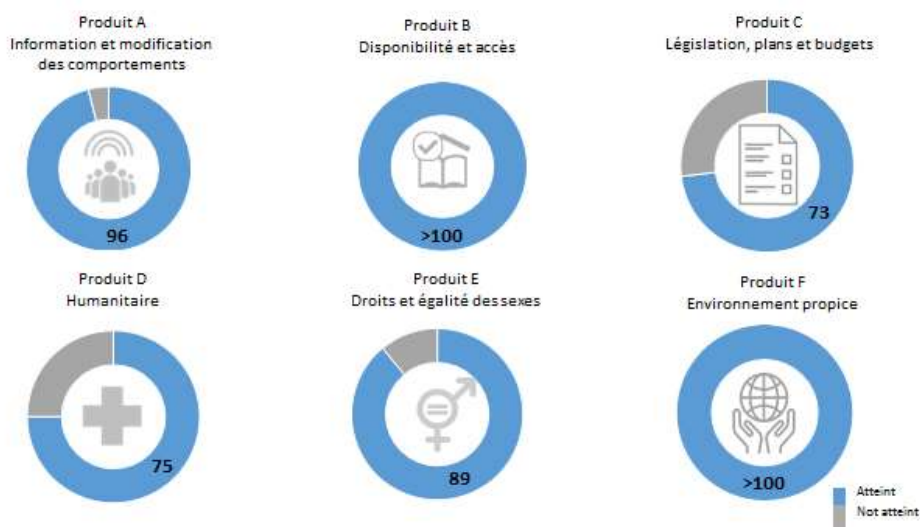 Produit A
Information et modification
des comportements
96
Produit B
Disponibilité et accès
>100
Produit C
Législation, plans et budgets
73
Produit D
Humanitaire
75
Produit E
Droits et égalité des sexes
89
Produit F
Environnement propice
>100
Atteint
Not atteint